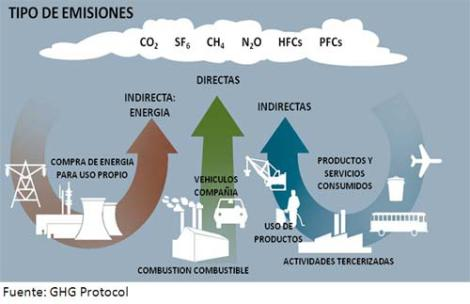 TIPO DE EMISIONES
CO₂ SF₆ CH₄ N₂O HFCs PFCs
DIRECTAS
INDIRECTA:
ENERGIA
INDIRECTAS
COMPRA DE ENERGIA
PARA USO PROPIO
VEHICULOS
COMPAÑIA
PRODUCTOS Y
SERVICIOS
CONSUMIDOS
USO DE
PRODUCTOS
COMBUSTION COMBUSTIBLE
ACTIVIDADES TERCERIZADAS
Fuente: GHG Protocol